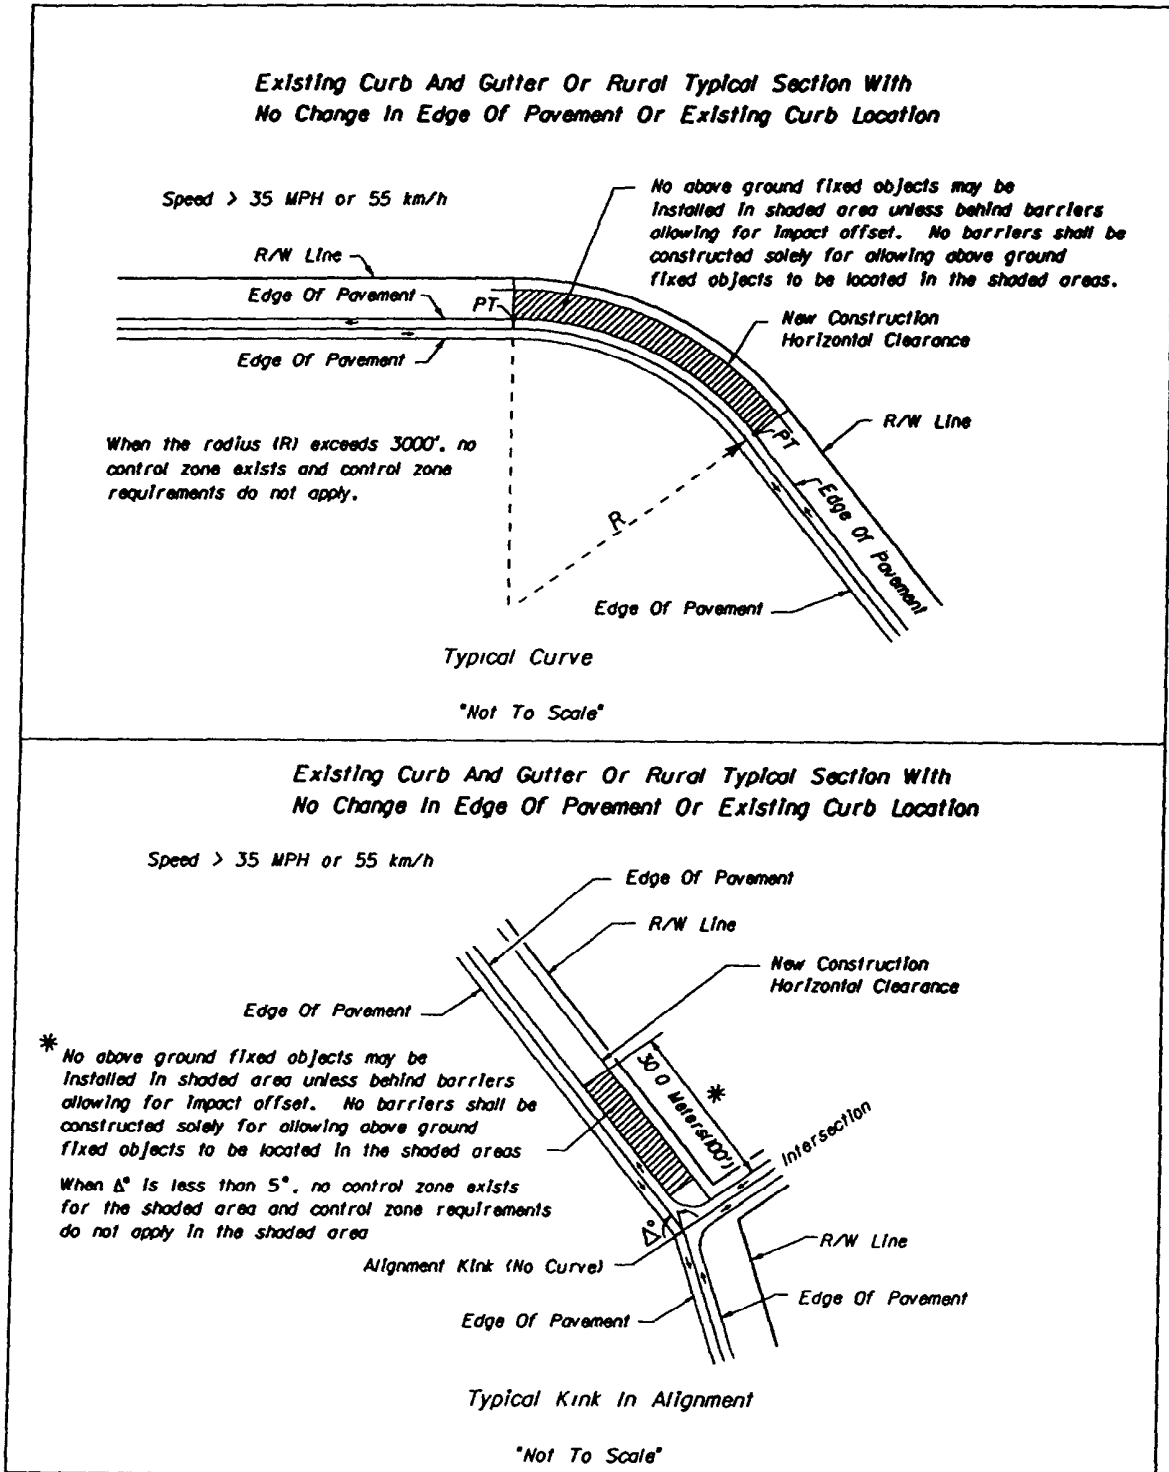 Existing Curb And Gutter Or Rural Typical Section With
No Change In Edge Of Pavement Or Existing Curb Location
Speed > 35 MPH or 55 km/h
No above ground fixed objects may be
installed in shaded area unless behind barriers
allowing for impact offset. No barriers shall be
constructed solely for allowing above ground
fixed objects to be located in the shaded areas.
R/W Line
Edge Of Pavement
PT
New Construction
Horizontal Clearance
Edge Of Pavement
R/W Line
PT
When the radius (R) exceeds 3000', no
control zone exists and control zone
requirements do not apply.
Edge Of Pavement
R
Edge Of Pavement
Typical Curve
"Not To Scale"
Existing Curb And Gutter Or Rural Typical Section With
No Change In Edge Of Pavement Or Existing Curb Location
Speed > 35 MPH or 55 km/h
Edge Of Pavement
R/W Line
New Construction
Horizontal Clearance
Edge Of Pavement
* No above ground fixed objects may be
installed in shaded area unless behind barriers
allowing for impact offset. No barriers shall be
constructed solely for allowing above ground
fixed objects to be located in the shaded areas
30 0 Meters(100')
*
Intersection
When Δ° is less than 5°, no control zone exists
for the shaded area and control zone requirements
do not apply in the shaded area
Δ°
Alignment Kink (No Curve)
R/W Line
Edge Of Pavement
Edge Of Pavement
Typical Kink In Alignment
"Not To Scale"